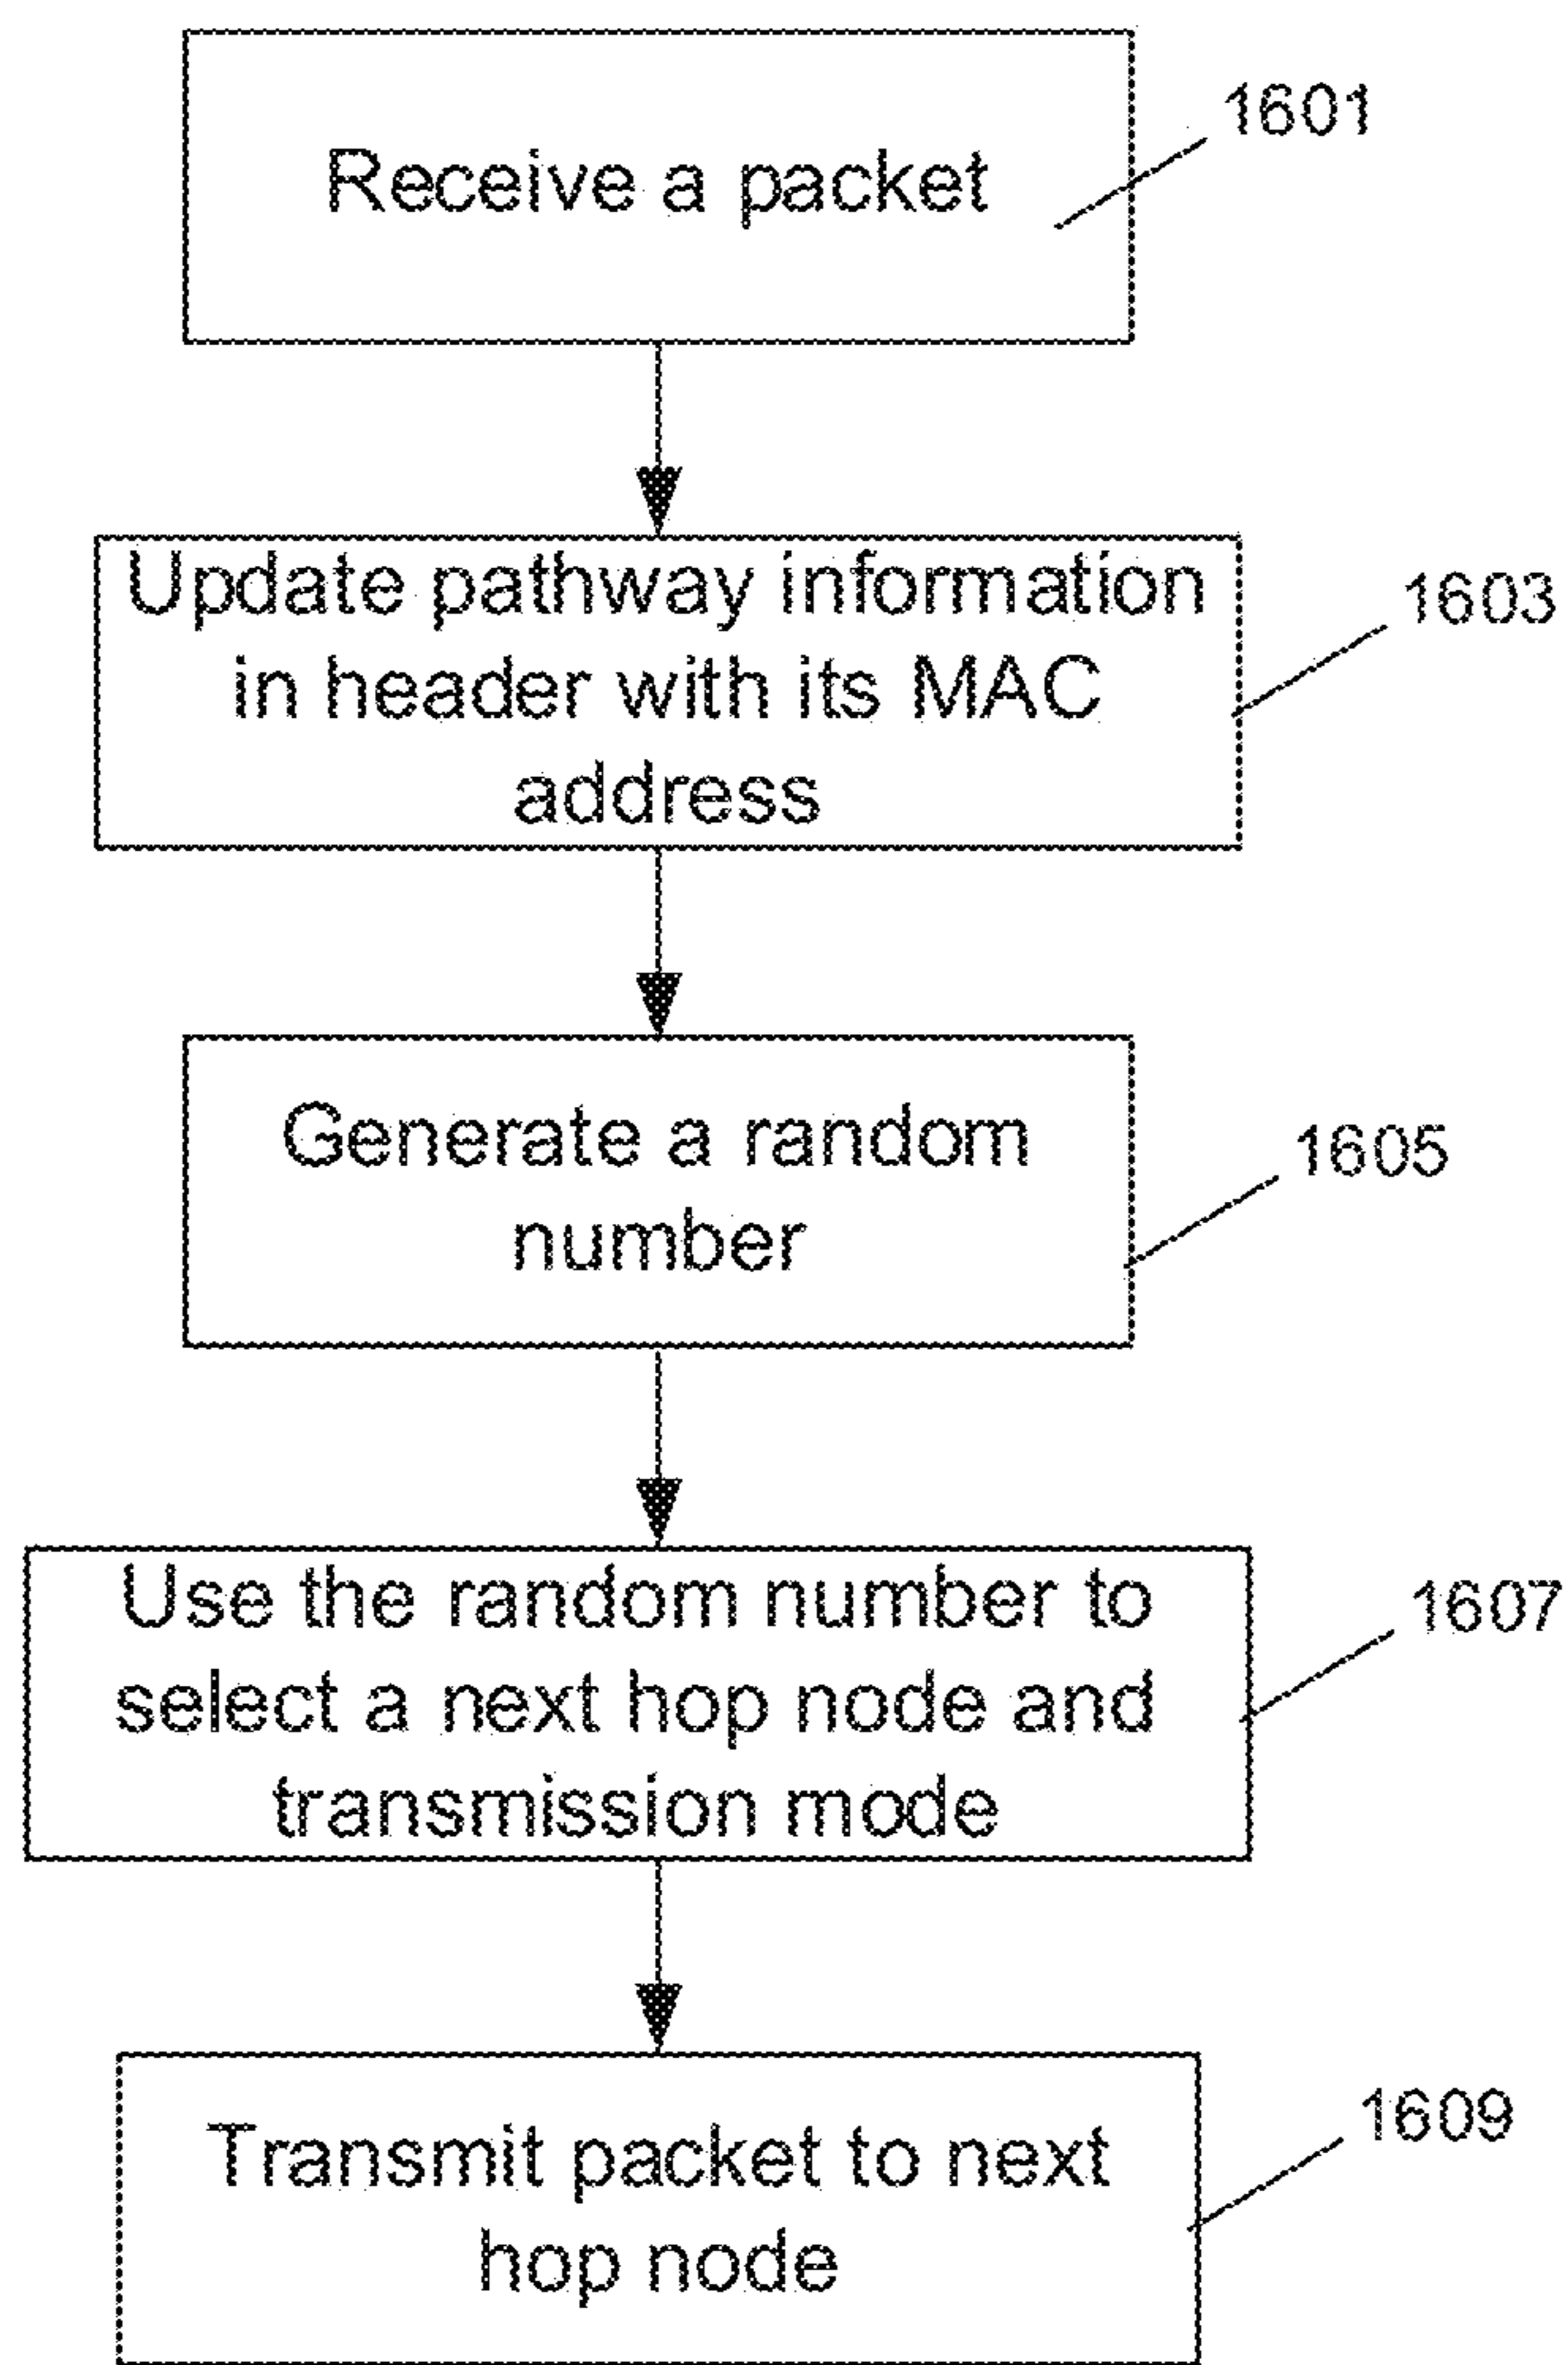 Receive a packet
1601
Update pathway information
in header with its MAC
address
1603
Generate a random
number
1605
Use the random number to
select a next hop node and
transmission mode
1607
Transmit packet to next
hop node
1609